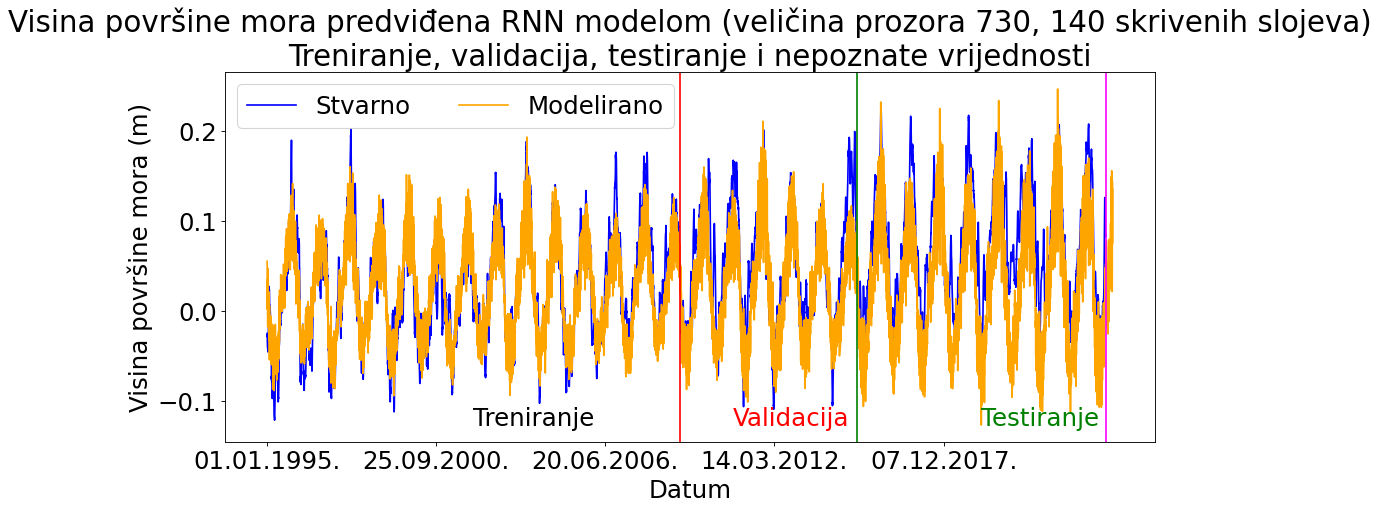 Visina površine mora predviđena RNN modelom (veličina prozora 730, 140 skrivenih slojeva)
Treniranje, validacija, testiranje i nepoznate vrijednosti
Stvarno
Modelirano
Visina površine mora (m)
0.2
0.1
0.0
−0.1
Treniranje
Validacija
Testiranje
01.01.1995.
25.09.2000.
20.06.2006.
14.03.2012.
07.12.2017.
Datum